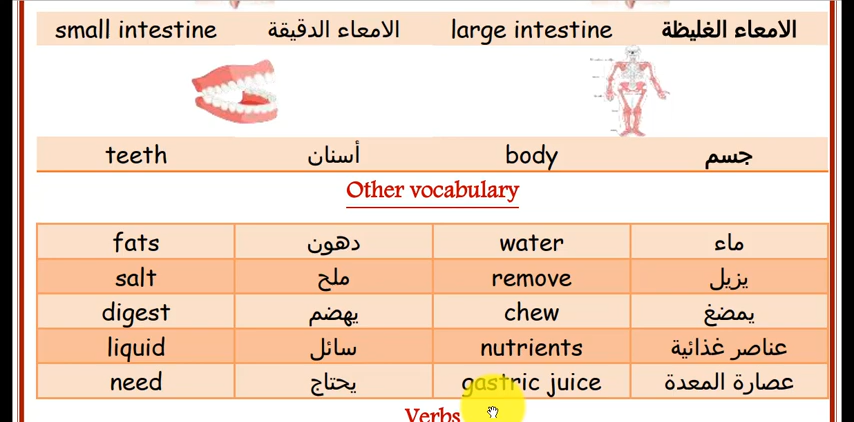 small intestine الامعاء الدقيقة large intestine الامعاء الغليظة
teeth أسنان body جسم
Other vocabulary
fats دهون water ماء
salt ملح remove يزيل
digest يهضم chew يمضغ
liquid سائل nutrients عناصر غذائية
need يحتاج gastric juice عصارة المعدة
Verbs